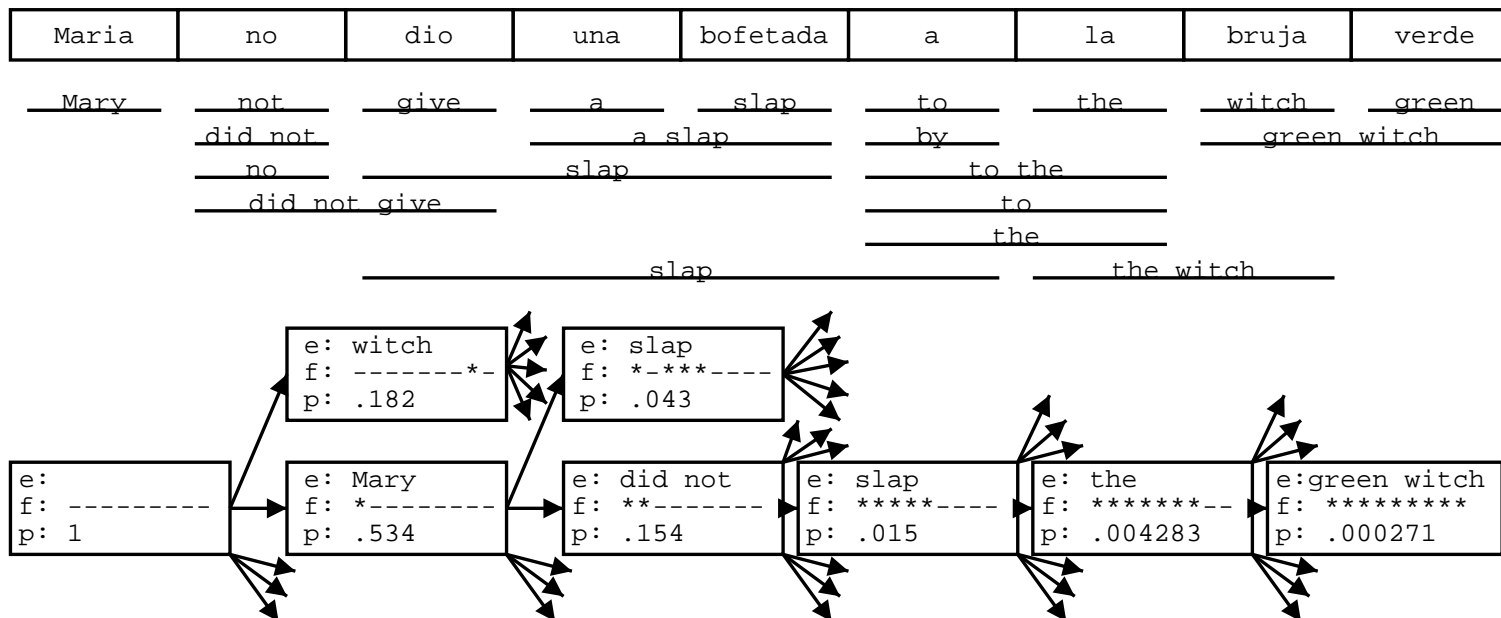 Maria no dio una bofetada a la bruja verde
Mary not give a slap to the witch green
did not a slap by green witch
no slap to the
did not give to
the
slap the witch
e: witch e: slap
f: -------*- f: *-***----
p: .182 p: .043
e: e: Mary e: did not e: slap e: the e:green witch
f: --------- f: *-------- f: **------- f: *****---- f: *******-- f: *********
p: 1 p: .534 p: .154 p: .015 p: .004283 p: .000271